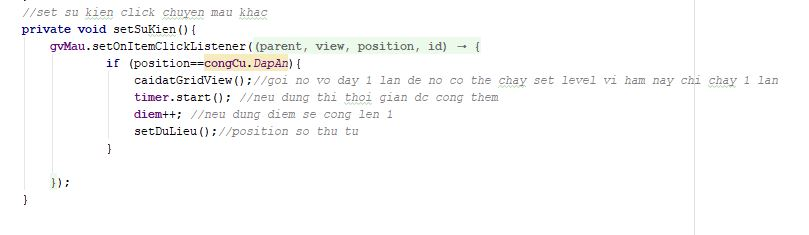 //set su kien click chuyen mau khac
private void setSuKien(){
gvMau.setOnItemClickListener((parent, view, position, id) → {
if (position==congCu.DapAn){
caidatGridView();//goi no vo day 1 lan de no co the chay set level vi ham nay chi chay 1 lan
timer.start(); //neu dung thi thoi gian dc cong them
diem++; //neu dung diem se cong len 1
setDuLieu();//position so thu tu
}
});
}